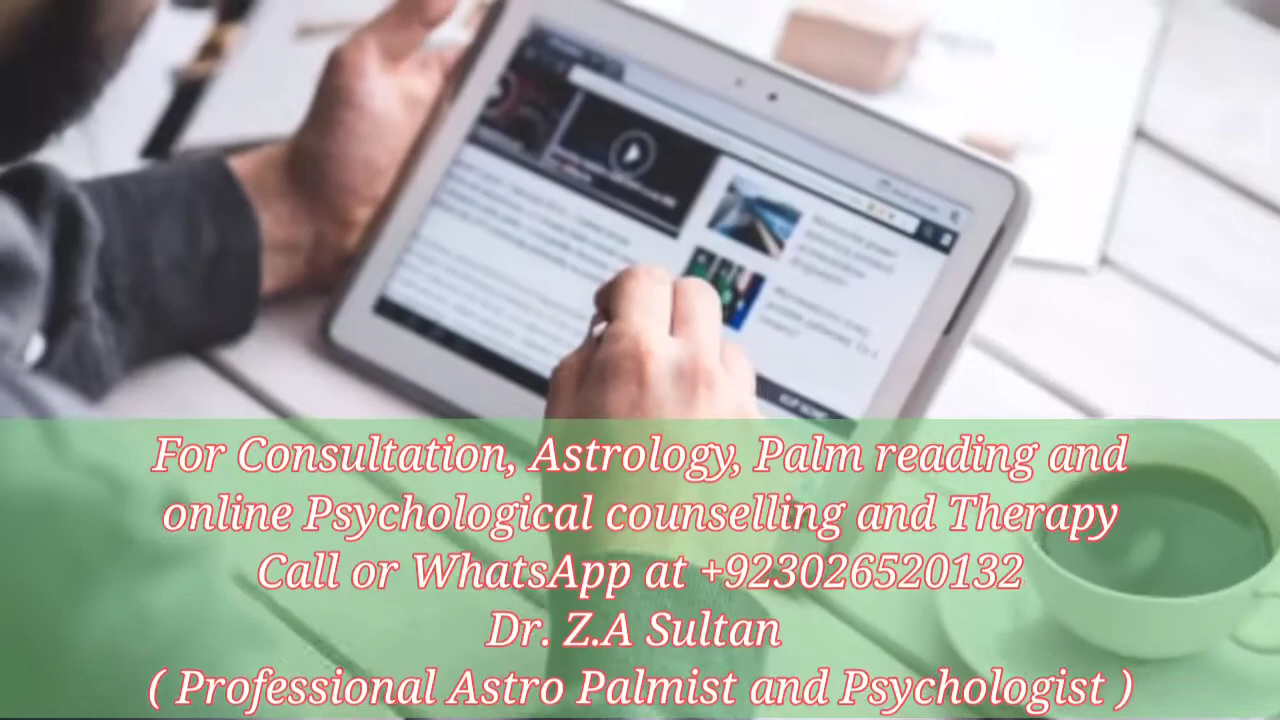 For Consultation, Astrology, Palm reading and
online Psychological counselling and Therapy
Call or WhatsApp at +923026520132
Dr. Z.A Sultan
( Professional Astro Palmist and Psychologist )